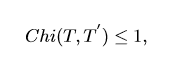 Chi(T, T′) ≤ 1,